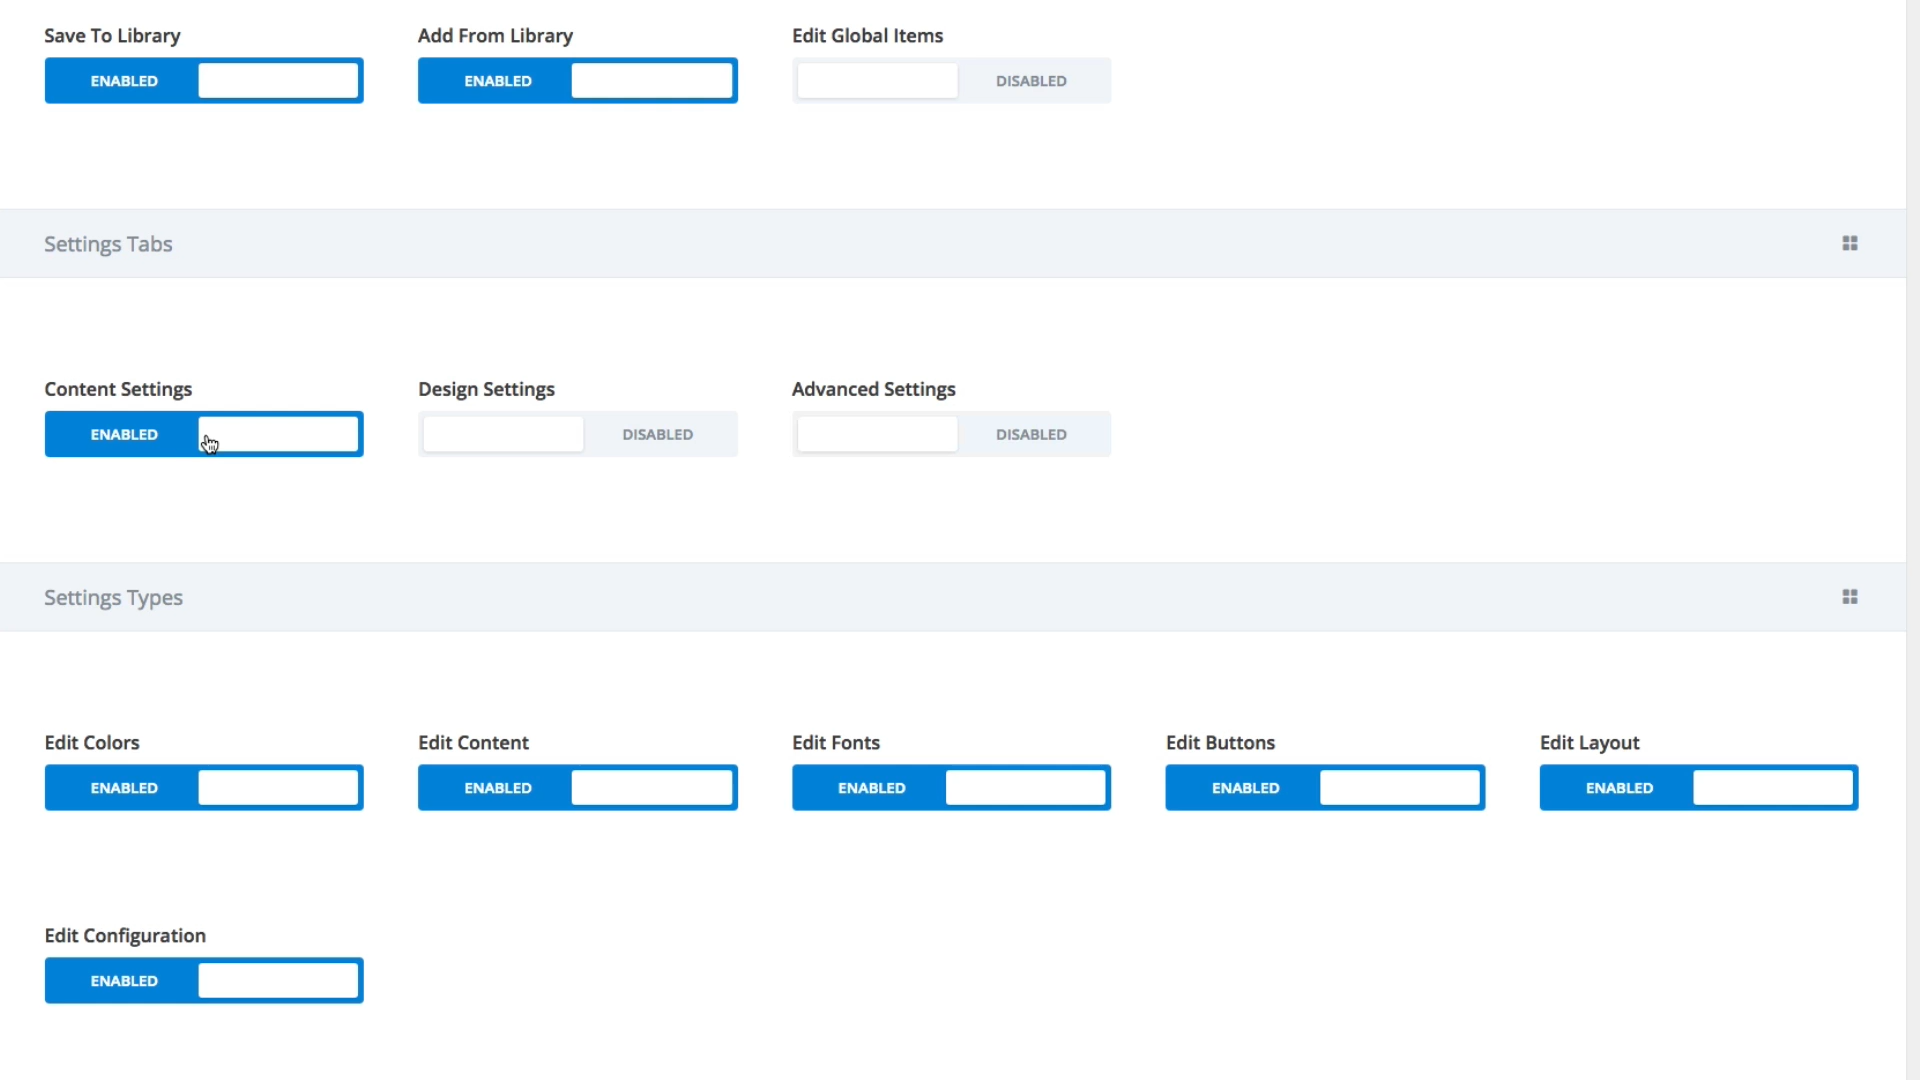 Save To Library
Add From Library
Edit Global Items
ENABLED
ENABLED
DISABLED
Settings Tabs
Content Settings
Design Settings
Advanced Settings
ENABLED
DISABLED
DISABLED
Settings Types
Edit Colors
Edit Content
Edit Fonts
Edit Buttons
Edit Layout
ENABLED
ENABLED
ENABLED
ENABLED
ENABLED
Edit Configuration
ENABLED